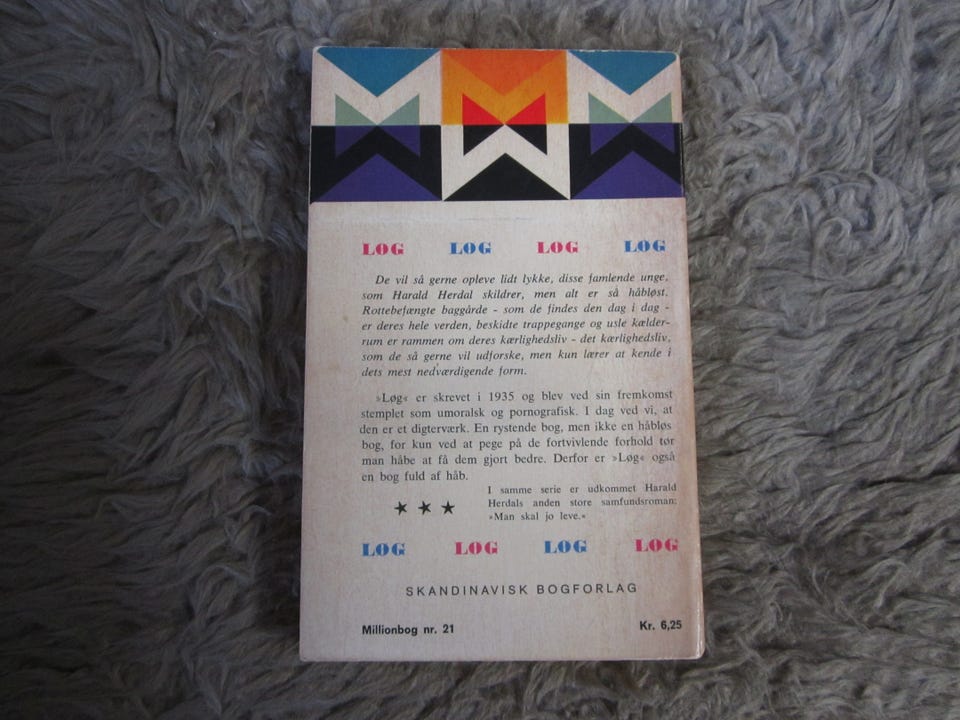 LØG LØG LØG LØG
De vil så gerne opleve lidt lykke, disse famlende unge,
som Harald Herdal skildrer, men alt er så håbløst.
Rottebefængte baggårde - som de findes den dag i dag -
er deres hele verden, beskidte trappegange og usle kælder-
rum er rammen om deres kærlighedsliv - det kærlighedsliv,
som de så gerne vil udforske, men kun lærer at kende i
dets mest nedværdigende form.
»Løg« er skrevet i 1935 og blev ved sin fremkomst
stemplet som umoralsk og pornografisk. I dag ved vi, at
den er et digterværk. En rystende bog, men ikke en håbløs
bog, for kun ved at pege på de fortvivlende forhold tør
man håbe at få dem gjort bedre. Derfor er »Løg« også
en bog fuld af håb.
I samme serie er udkommet Harald
Herdals anden store samfundsroman:
»Man skal jo leve.«
LØG LØG LØG LØG
SKANDINAVISK BOGFORLAG
Millionbog nr. 21 Kr. 6,25